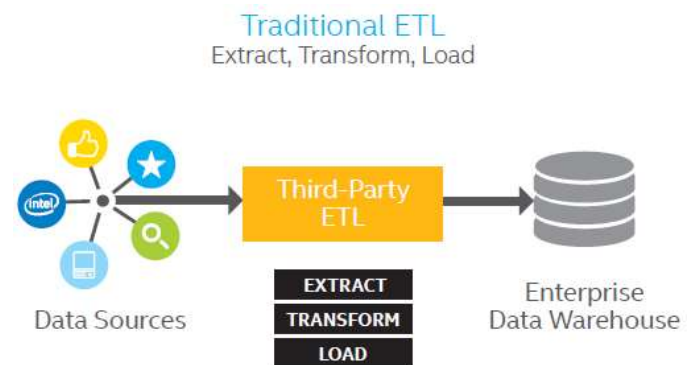 Traditional ETL
Extract, Transform, Load
intel
Third-Party
ETL
EXTRACT
TRANSFORM
LOAD
Data Sources
Enterprise
Data Warehouse